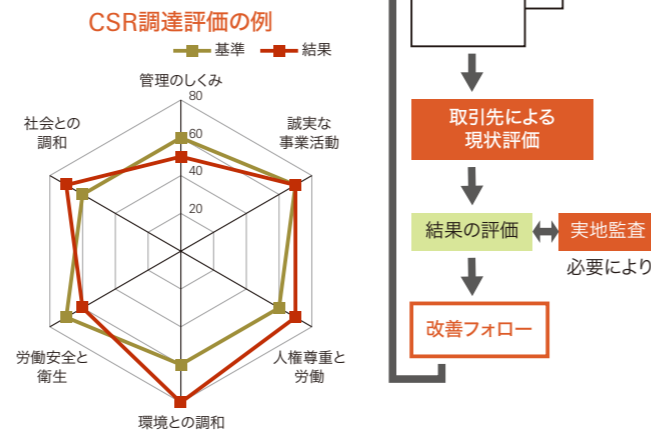 CSR調達評価の例
基準
結果
管理のしくみ
80
60
40
20
誠実な
事業活動
人権尊重と
労働
環境との調和
労働安全と
衛生
社会との
調和
取引先による
現状評価
結果の評価
実地監査
必要により
改善フォロー